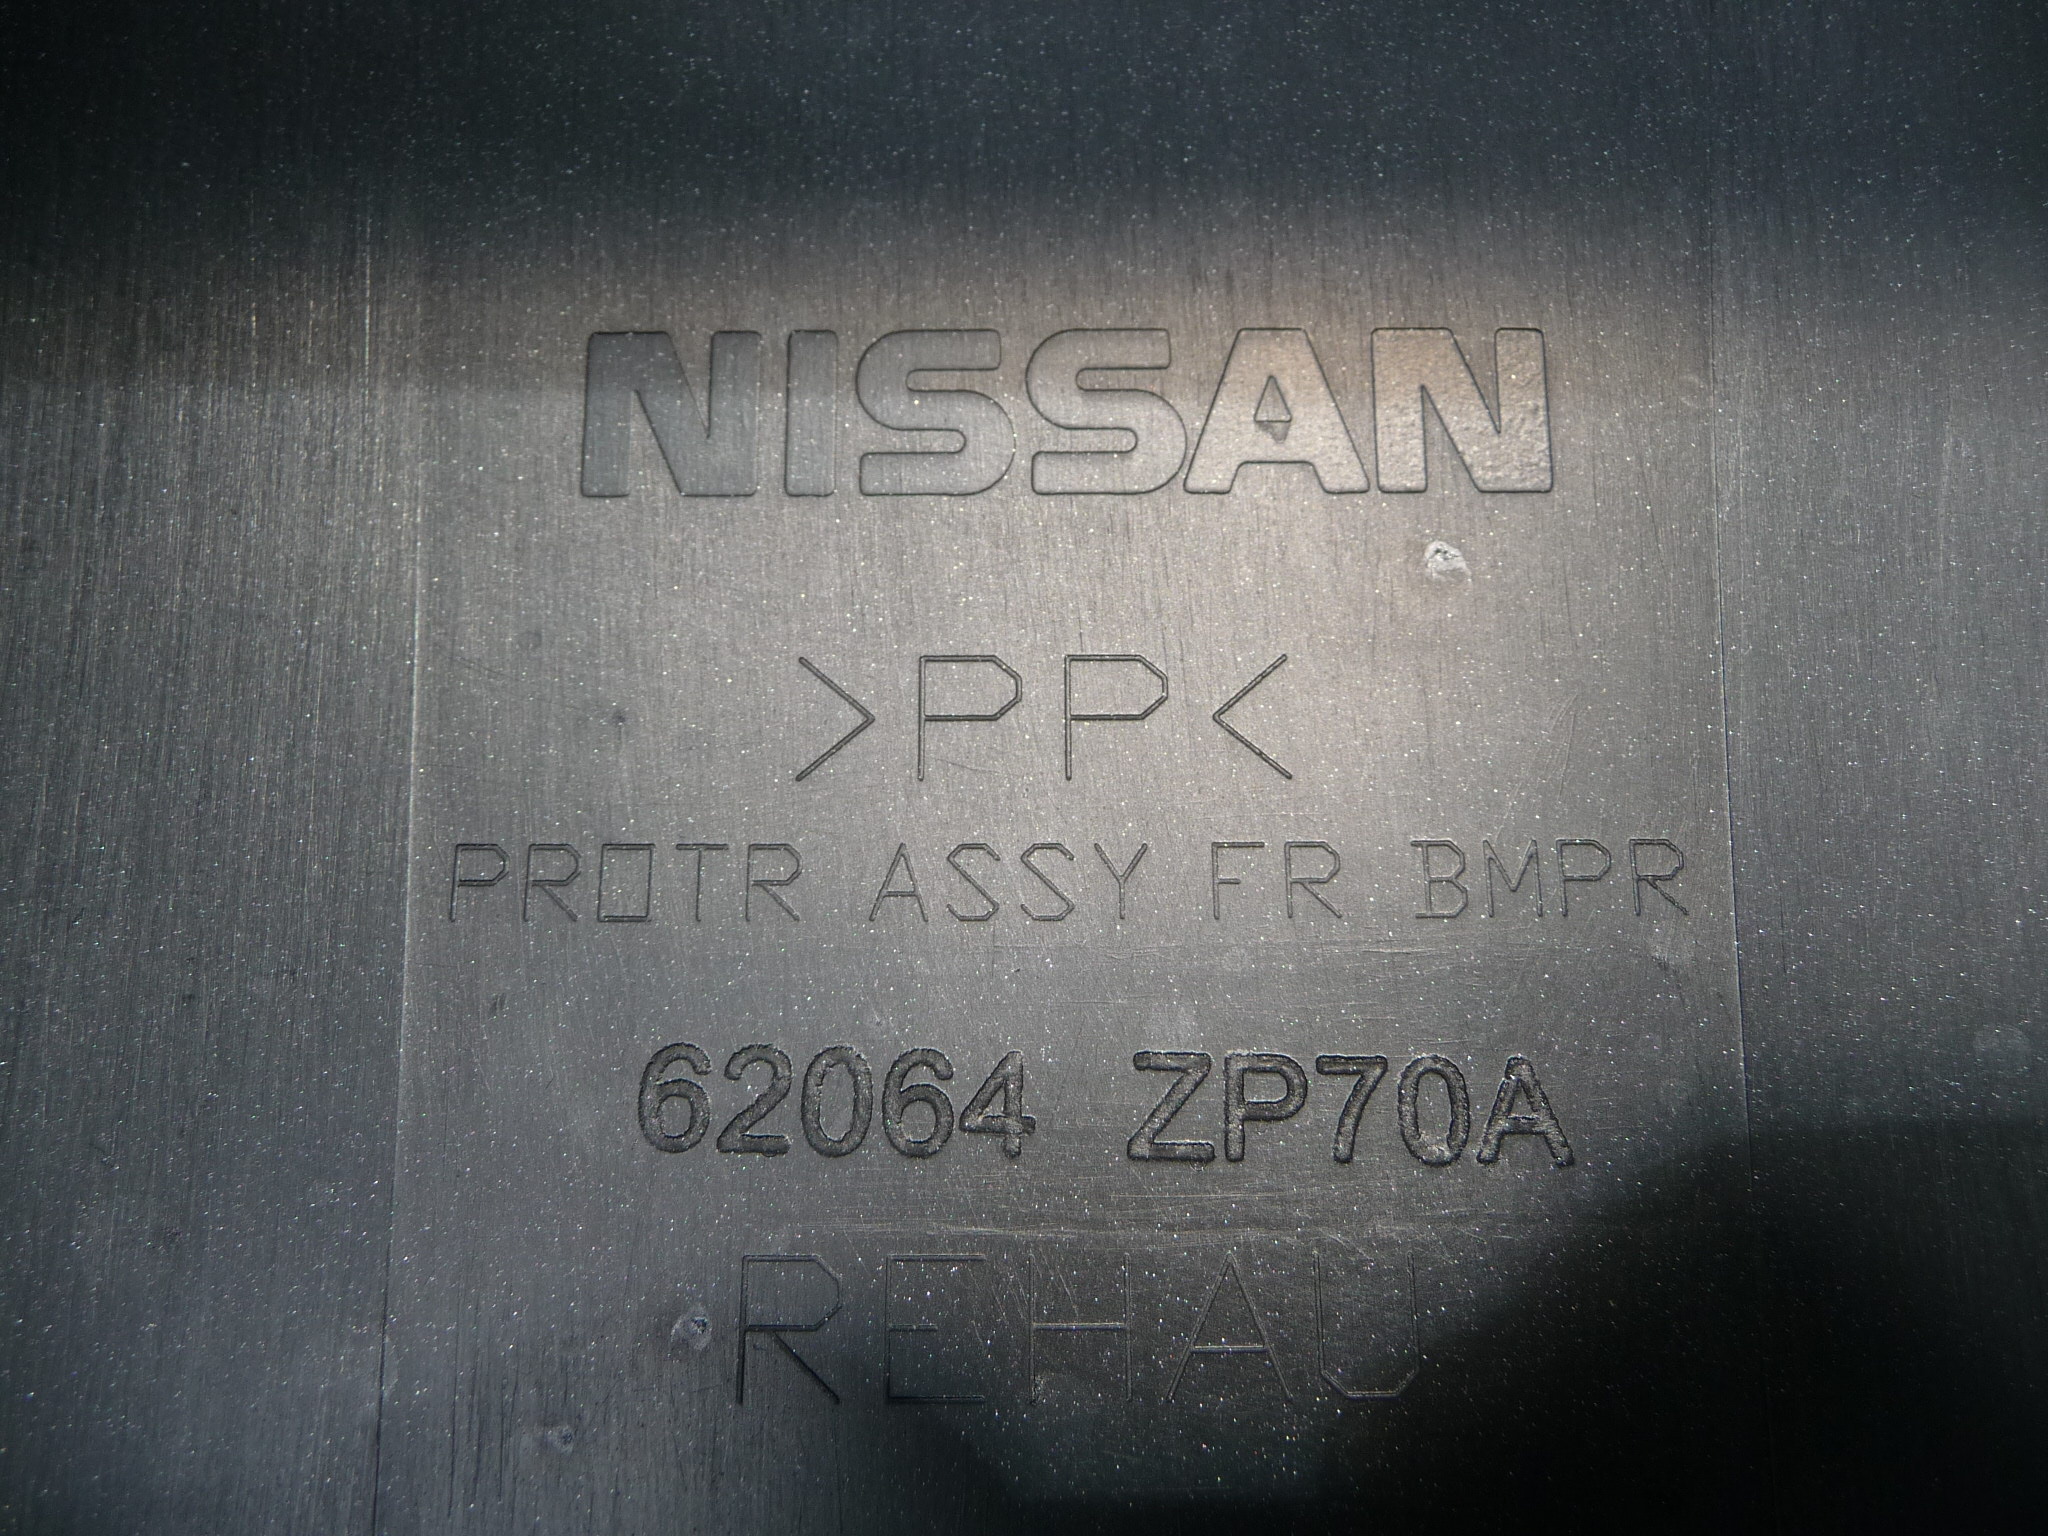 NISSAN
>PP<
PROTR ASSY FR BMPR
62064 ZP70A
REHAU